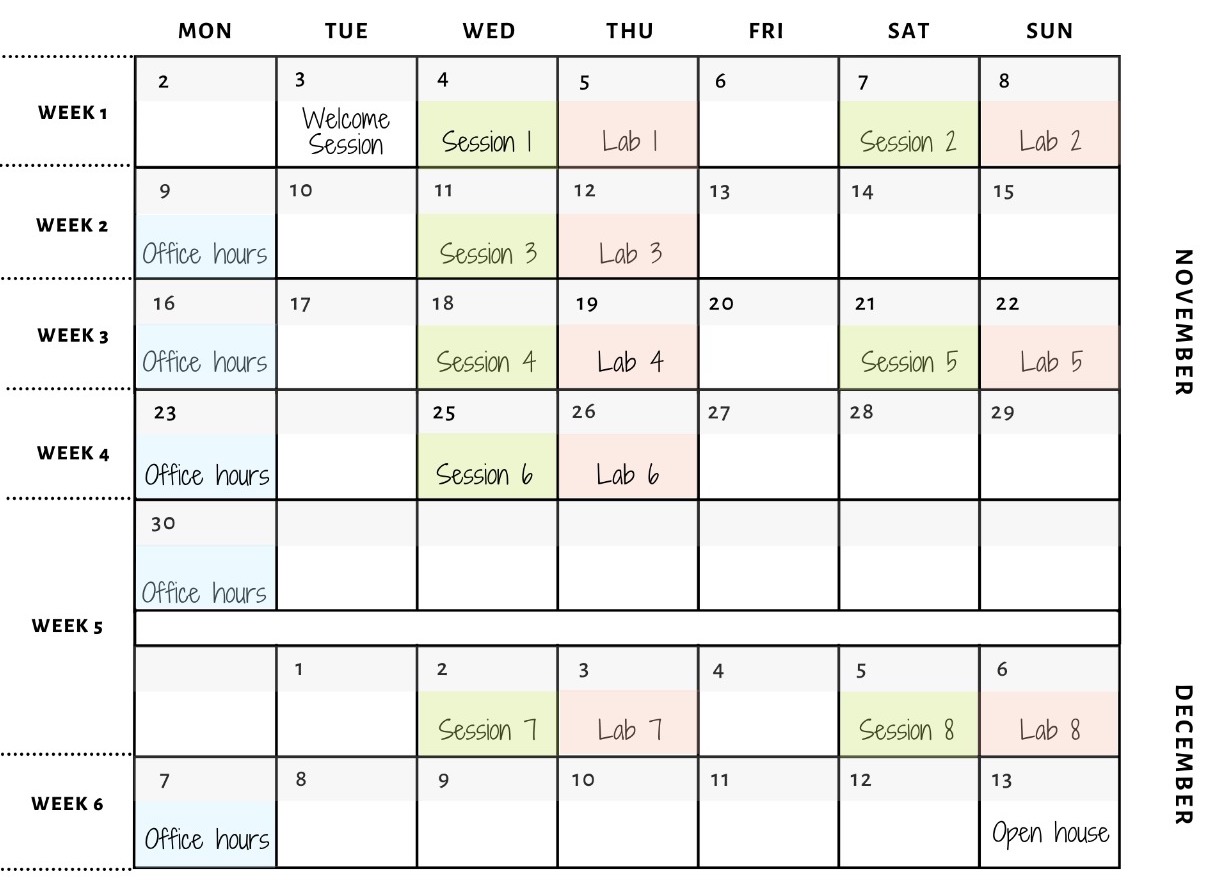 MON TUE WED THU FRI SAT SUN
WEEK 1
2 3 4 5 6 7 8
Welcome
Session
Session 1 Lab 1 Session 2 Lab 2
WEEK 2
9 10 11 12 13 14 15
Office hours Session 3 Lab 3
WEEK 3
16 17 18 19 20 21 22
Office hours Session 4 Lab 4 Session 5 Lab 5
WEEK 4
23 25 26 27 28 29
Office hours Session 6 Lab 6
NOVEMBER
WEEK 5
30
Office hours
1 2 3 4 5 6
Session 7 Lab 7 Session 8 Lab 8
WEEK 6
7 8 9 10 11 12 13
Office hours Open house
DECEMBER